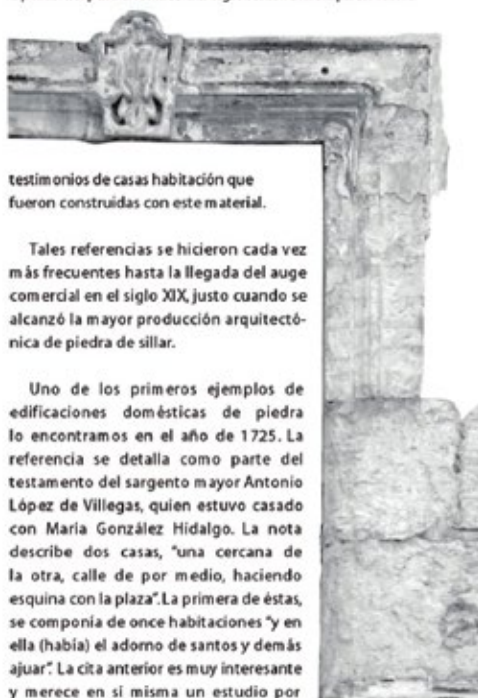 testimonios de casas habitación que
fueron construidas con este material.
Tales referencias se hicieron cada vez
más frecuentes hasta la llegada del auge
comercial en el siglo XIX, justo cuando se
alcanzó la mayor producción arquitectó-
nica de piedra de sillar.
Uno de los primeros ejemplos de
edificaciones domésticas de piedra
lo encontramos en el año de 1725. La
referencia se detalla como parte del
testamento del sargento mayor Antonio
López de Villegas, quien estuvo casado
con María González Hidalgo. La nota
describe dos casas, "una cercana de
la otra, calle de por medio, haciendo
esquina con la plaza". La primera de éstas,
se componía de once habitaciones "y en
ella (había) el adorno de santos y demás
ajuar". La cita anterior es muy interesante
y merece en sí misma un estudio por